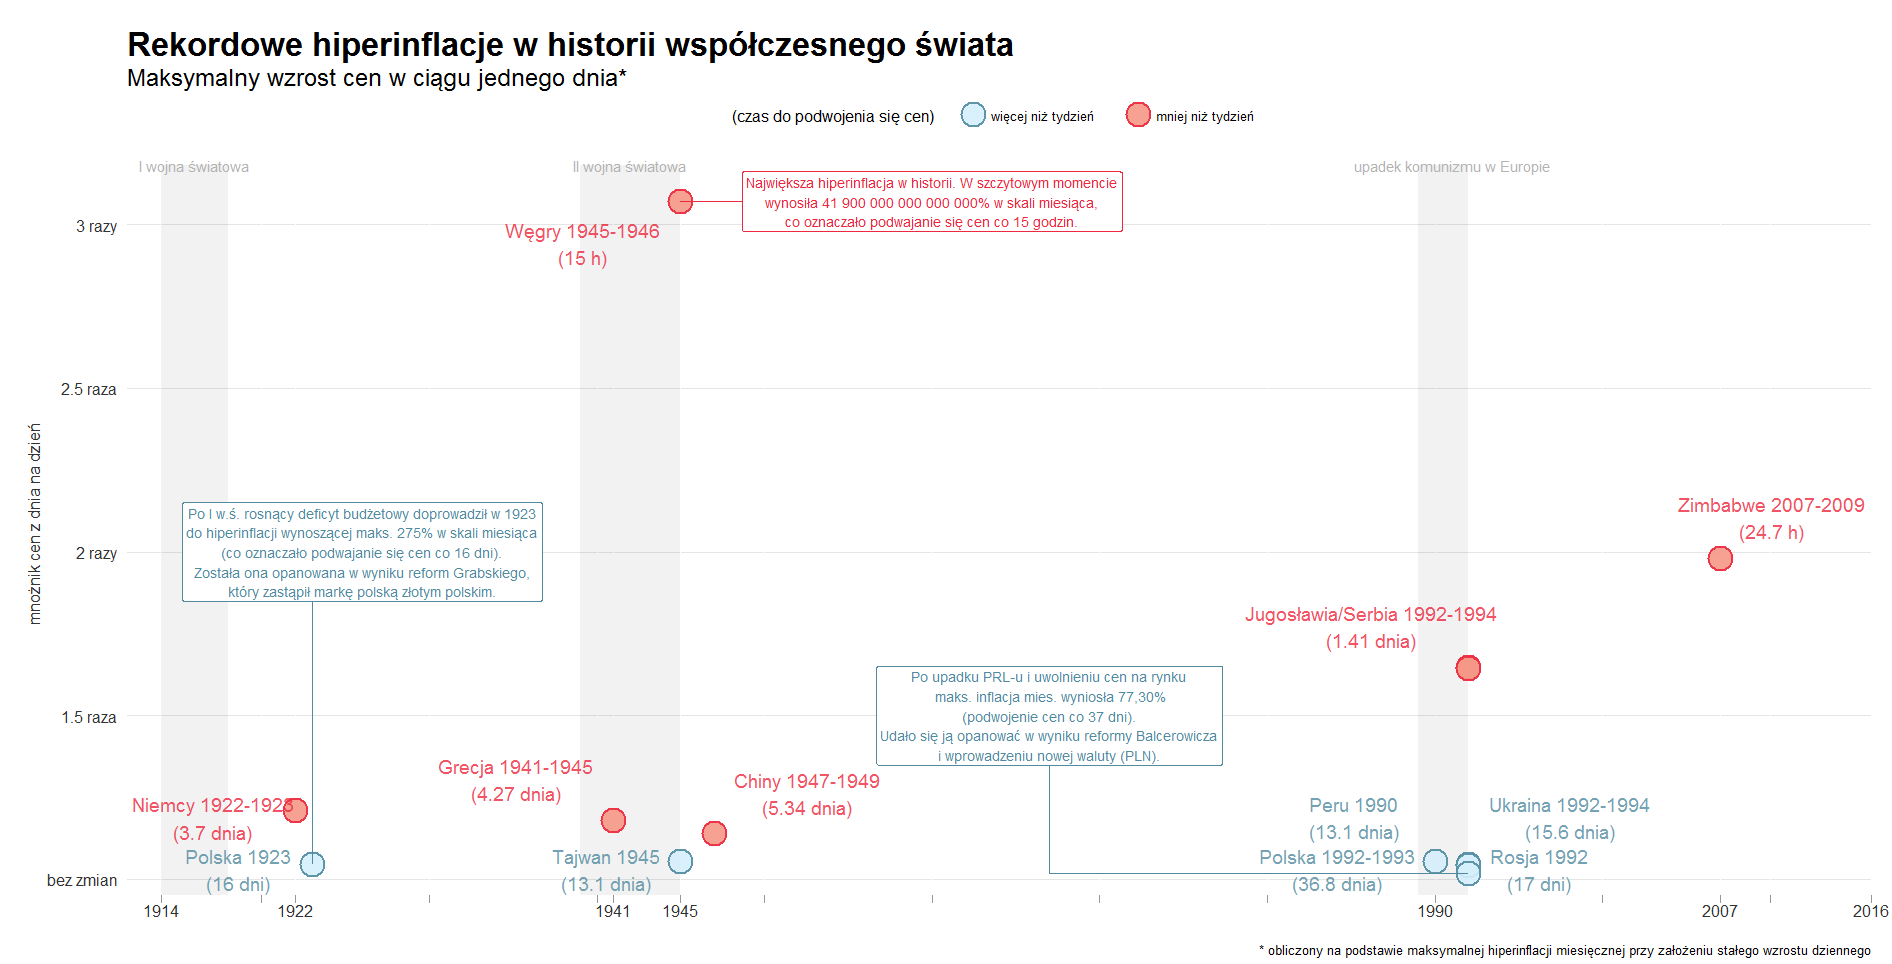 Rekordowe hiperinflacje w historii współczesnego świata
Maksymalny wzrost cen w ciągu jednego dnia*
(czas do podwojenia się cen)
więcej niż tydzień
mniej niż tydzień
I wojna światowa
II wojna światowa
upadek komunizmu w Europie
Największa hiperinflacja w historii. W szczytowym momencie
wynosiła 41 900 000 000 000 000% w skali miesiąca,
co oznaczało podwajanie się cen co 15 godzin.
3 razy
Węgry 1945-1946
(15 h)
2.5 raza
mnożnik cen z dnia na dzień
Po I w.ś. rosnący deficyt budżetowy doprowadził w 1923
do hiperinflacji wynoszącej maks. 275% w skali miesiąca
(co oznaczało podwajanie się cen co 16 dni).
Została ona opanowana w wyniku reform Grabskiego,
który zastąpił markę polską złotym polskim.
Zimbabwe 2007-2009
(24.7 h)
2 razy
Jugosławia/Serbia 1992-1994
(1.41 dnia)
Po upadku PRL-u i uwolnieniu cen na rynku
maks. inflacja mies. wyniosła 77,30%
(podwojenie cen co 37 dni).
Udało się ją opanować w wyniku reformy Balcerowicza
i wprowadzeniu nowej waluty (PLN).
1.5 raza
Grecja 1941-1945
(4.27 dnia)
Chiny 1947-1949
(5.34 dnia)
Niemcy 1922-1923
(3.7 dnia)
Peru 1990
(13.1 dnia)
Ukraina 1992-1994
(15.6 dnia)
Polska 1923
(16 dni)
Tajwan 1945
(13.1 dnia)
Polska 1992-1993
(36.8 dnia)
Rosja 1992
(17 dni)
bez zmian
1914
1922
1941
1945
1990
2007
2016
* obliczony na podstawie maksymalnej hiperinflacji miesięcznej przy założeniu stałego wzrostu dziennego